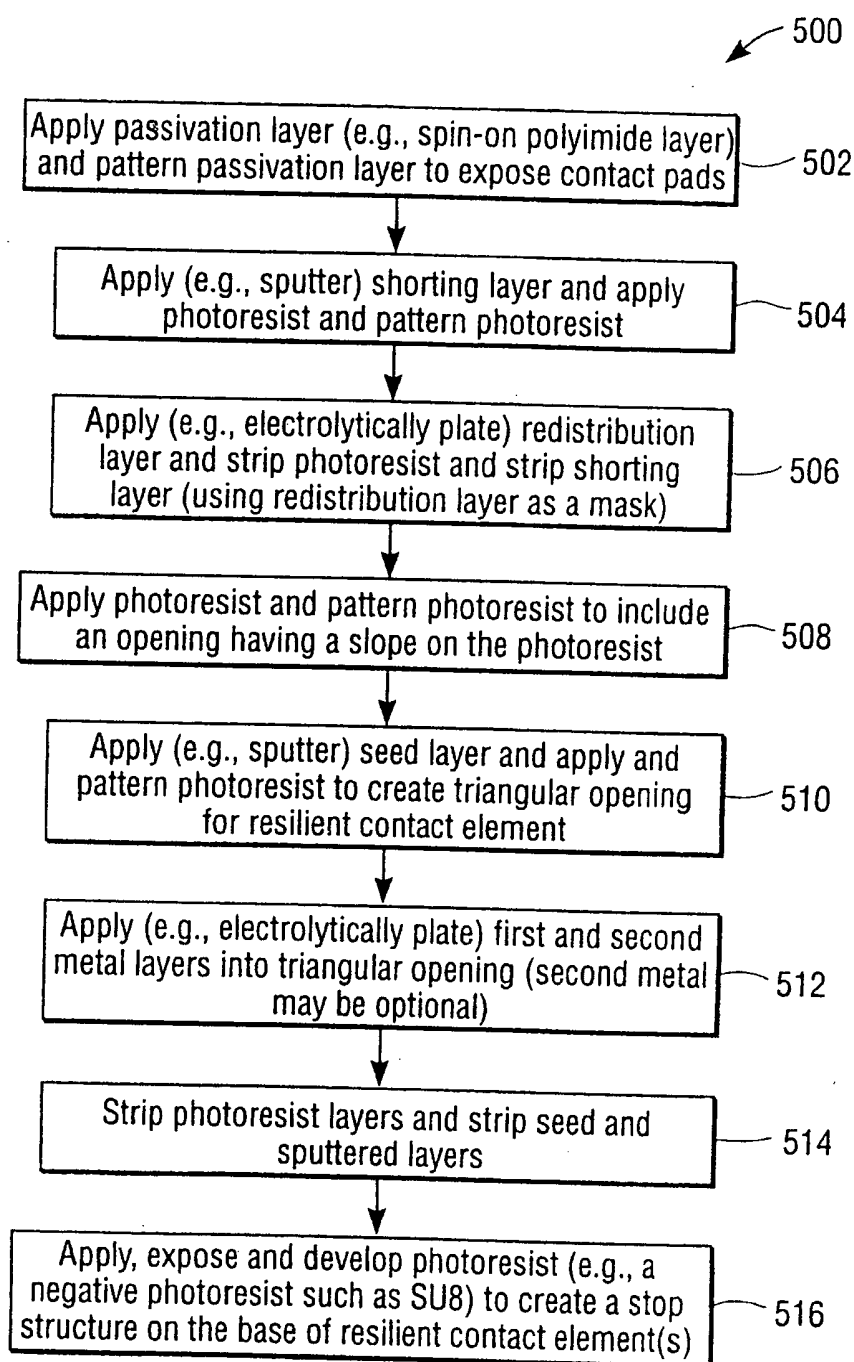 500
Apply passivation layer (e.g., spin-on polyimide layer)
and pattern passivation layer to expose contact pads
502
Apply (e.g., sputter) shorting layer and apply
photoresist and pattern photoresist
504
Apply (e.g., electrolytically plate) redistribution
layer and strip photoresist and strip shorting
layer (using redistribution layer as a mask)
506
Apply photoresist and pattern photoresist to include
an opening having a slope on the photoresist
508
Apply (e.g., sputter) seed layer and apply and
pattern photoresist to create triangular opening
for resilient contact element
510
Apply (e.g., electrolytically plate) first and second
metal layers into triangular opening (second metal
may be optional)
512
Strip photoresist layers and strip seed and
sputtered layers
514
Apply, expose and develop photoresist (e.g., a
negative photoresist such as SU8) to create a stop
structure on the base of resilient contact element(s)
516